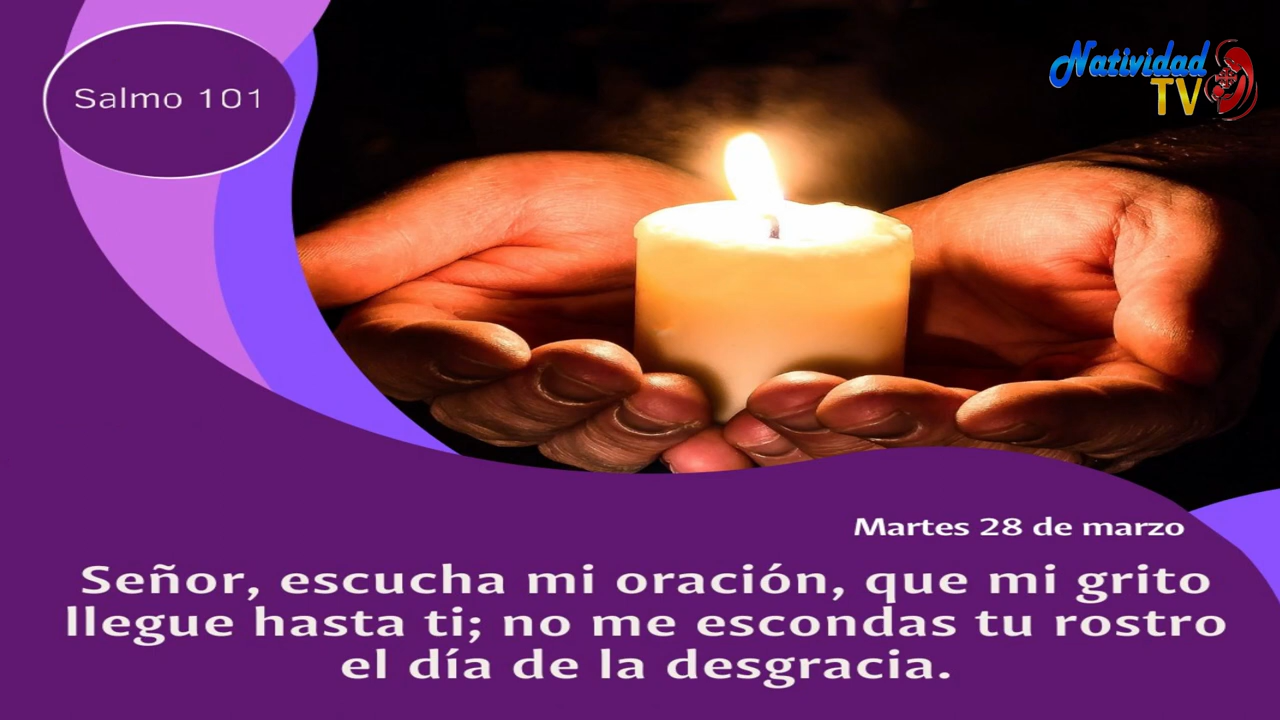 Salmo 101
Natividad
TV
Martes 28 de marzo
Señor, escucha mi oración, que mi grito
llegue hasta ti; no me escondas tu rostro
el día de la desgracia.